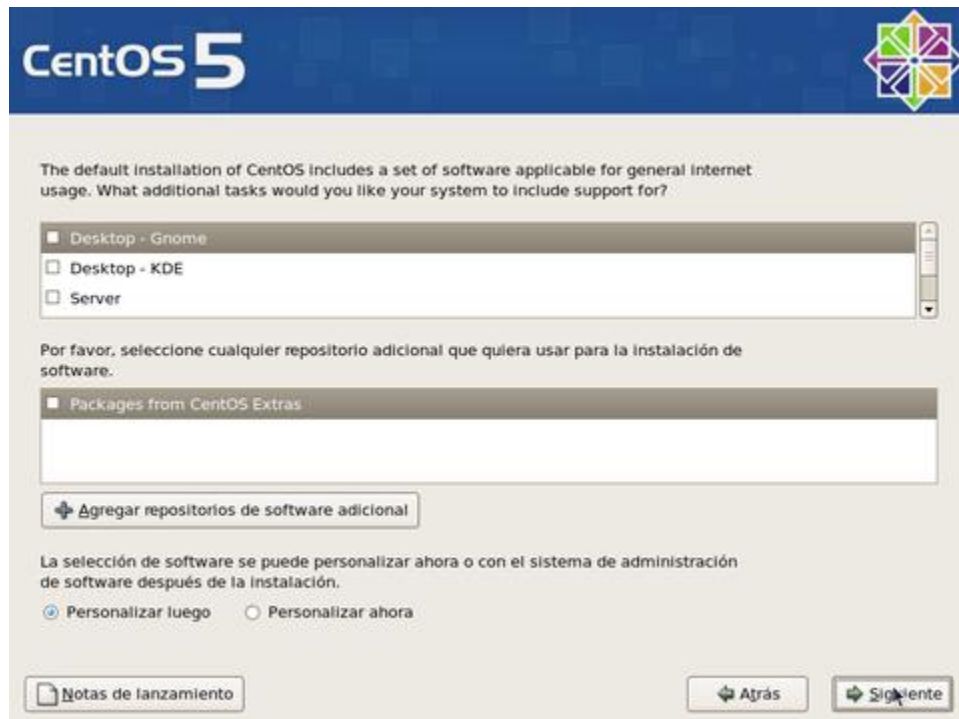 CentOS 5
The default installation of CentOS includes a set of software applicable for general internet
usage. What additional tasks would you like your system to include support for?
Desktop - Gnome
Desktop - KDE
Server
Por favor, seleccione cualquier repositorio adicional que quiera usar para la instalación de
software.
Packages from CentOS Extras
Agregar repositorios de software adicional
La selección de software se puede personalizar ahora o con el sistema de administración
de software después de la instalación.
Personalizar luego Personalizar ahora
Notas de lanzamiento Atrás Siguiente